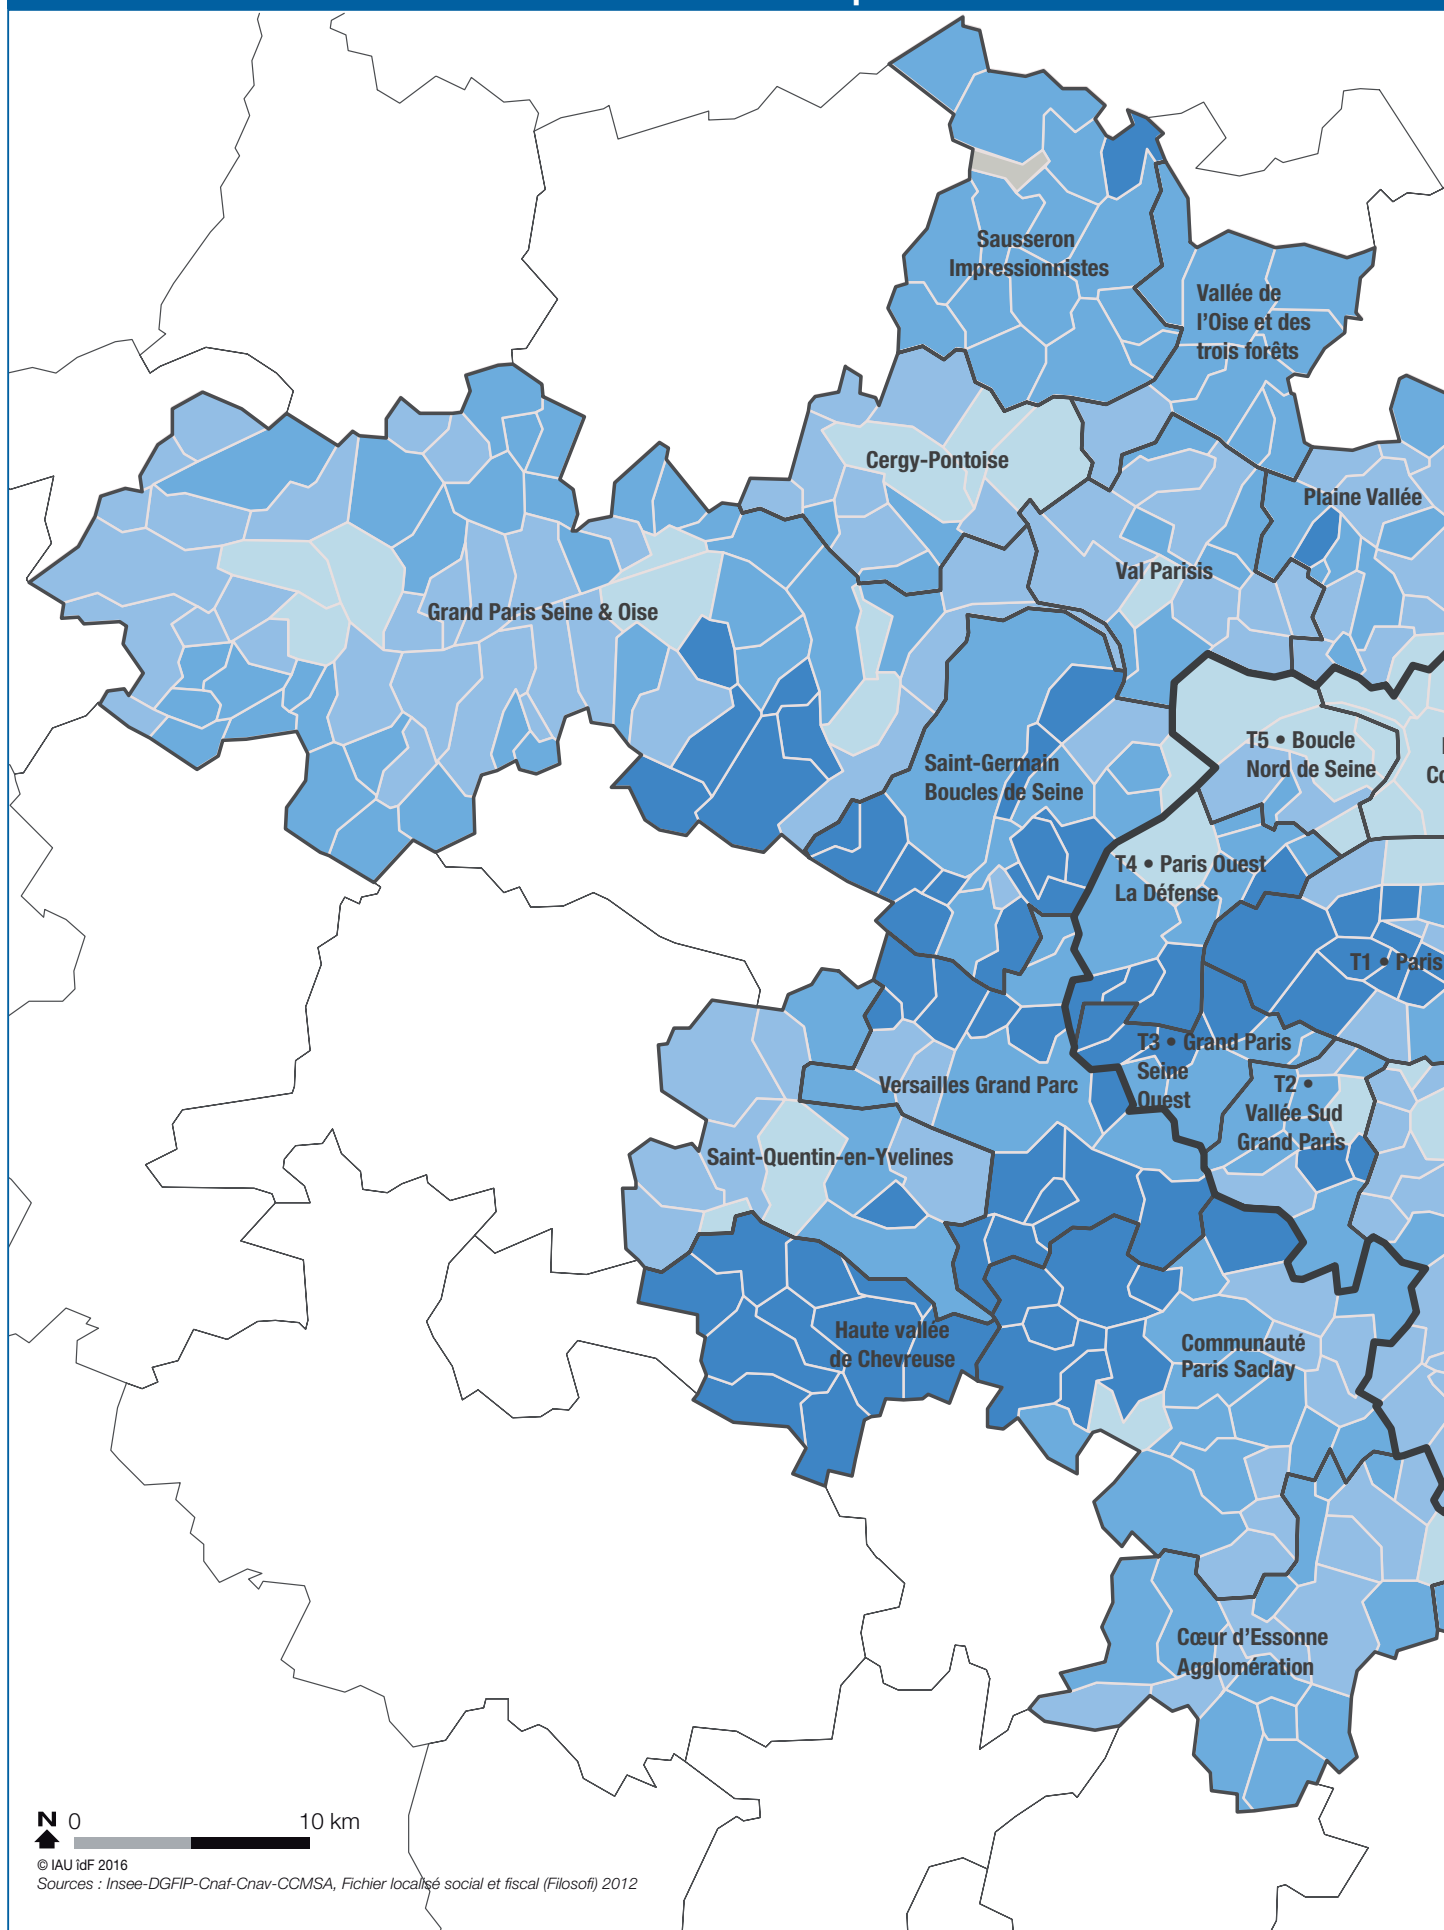 Sausseron
Impressionnistes
Vallée de
l'Oise et des
trois forêts
Cergy-Pontoise
Plaine Vallée
Val Parisis
Grand Paris Seine & Oise
T5 • Boucle
Nord de Seine
Saint-Germain
Boucles de Seine
Co
T4 • Paris Ouest
La Défense
T1 • Paris
T3 • Grand Paris
Seine
Ouest
Versailles Grand Parc
T2 •
Vallée Sud
Grand Paris
Saint-Quentin-en-Yvelines
Haute vallée
de Chevreuse
Communauté
Paris Saclay
Cœur d'Essonne
Agglomération
N 0 10 km
© IAU îdF 2016
Sources : Insee-DGFIP-Cnaf-Cnav-CCMSA, Fichier localisé social et fiscal (Filosofi) 2012